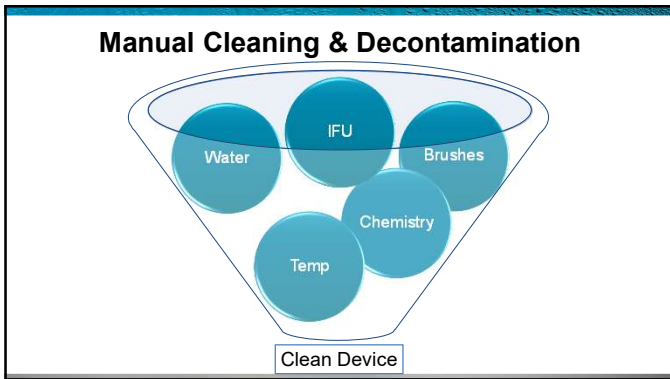 Manual Cleaning & Decontamination
IFU
Water
Brushes
Chemistry
Temp
Clean Device